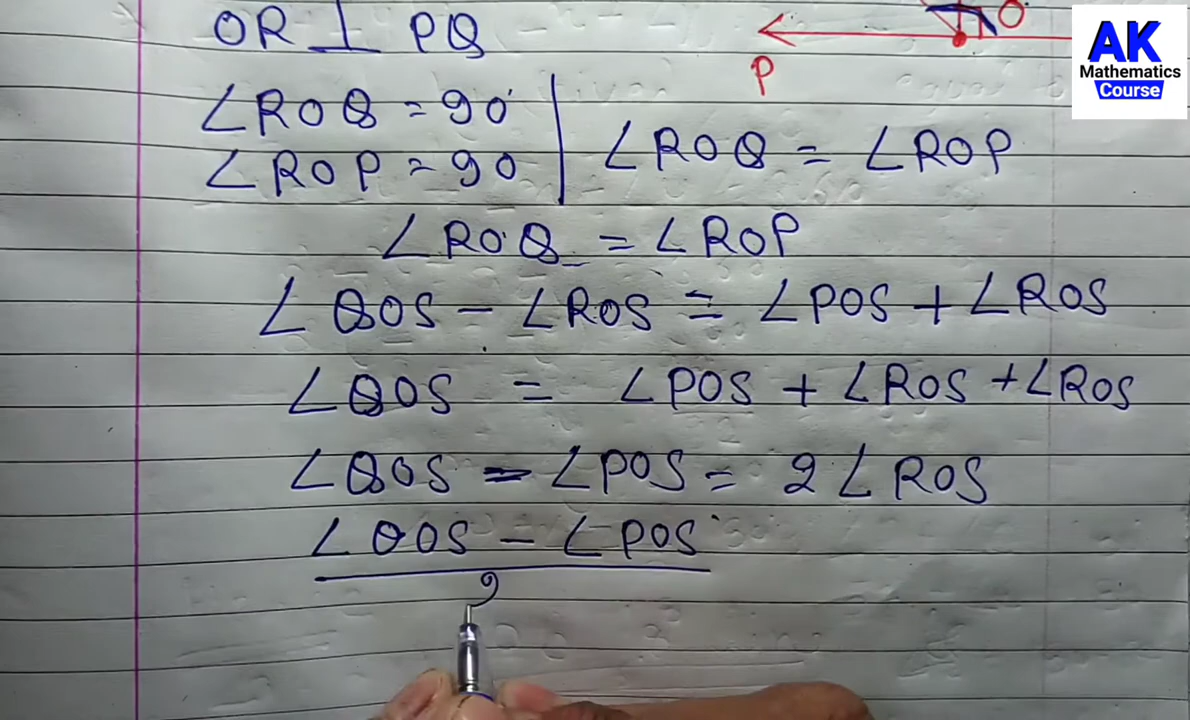 OR ⊥ PQ
O
P
AK
Mathematics
Course
∠ROQ = 90°
∠ROP = 90
∠ROQ = ∠ROP
∠ROQ = ∠ROP
∠QOS - ∠ROS = ∠POS + ∠ROS
∠QOS = ∠POS + ∠ROS + ∠ROS
∠QOS - ∠POS = 2∠ROS
∠QOS - ∠POS